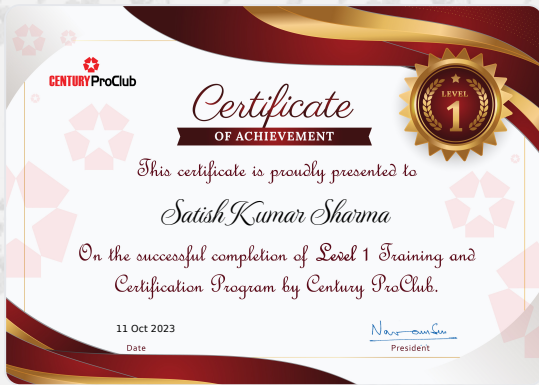 CENTURY ProClub
Certificate
OF ACHIEVEMENT
LEVEL
1
This certificate is proudly presented to
Satish Kumar Sharma
On the successful completion of Level 1 Training and
Certification Program by Century ProClub.
11 Oct 2023
Date
President